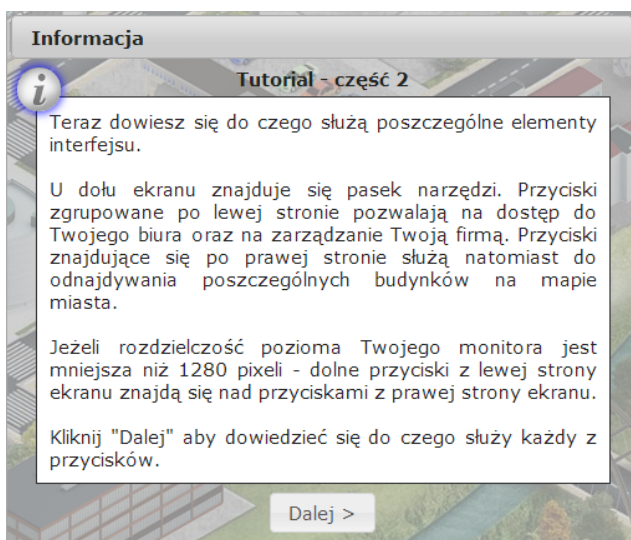 Informacja
Tutorial - część 2
Teraz dowiesz się do czego służą poszczególne elementy
interfejsu.
U dołu ekranu znajduje się pasek narzędzi. Przyciski
zgrupowane po lewej stronie pozwalają na dostęp do
Twojego biura oraz na zarządzanie Twoją firmą. Przyciski
znajdujące się po prawej stronie służą natomiast do
odnajdywania poszczególnych budynków na mapie
miasta.
Jeżeli rozdzielczość pozioma Twojego monitora jest
mniejsza niż 1280 pixeli - dolne przyciski z lewej strony
ekranu znajdą się nad przyciskami z prawej strony ekranu.
Kliknij "Dalej" aby dowiedzieć się do czego służy każdy z
przycisków.
Dalej >